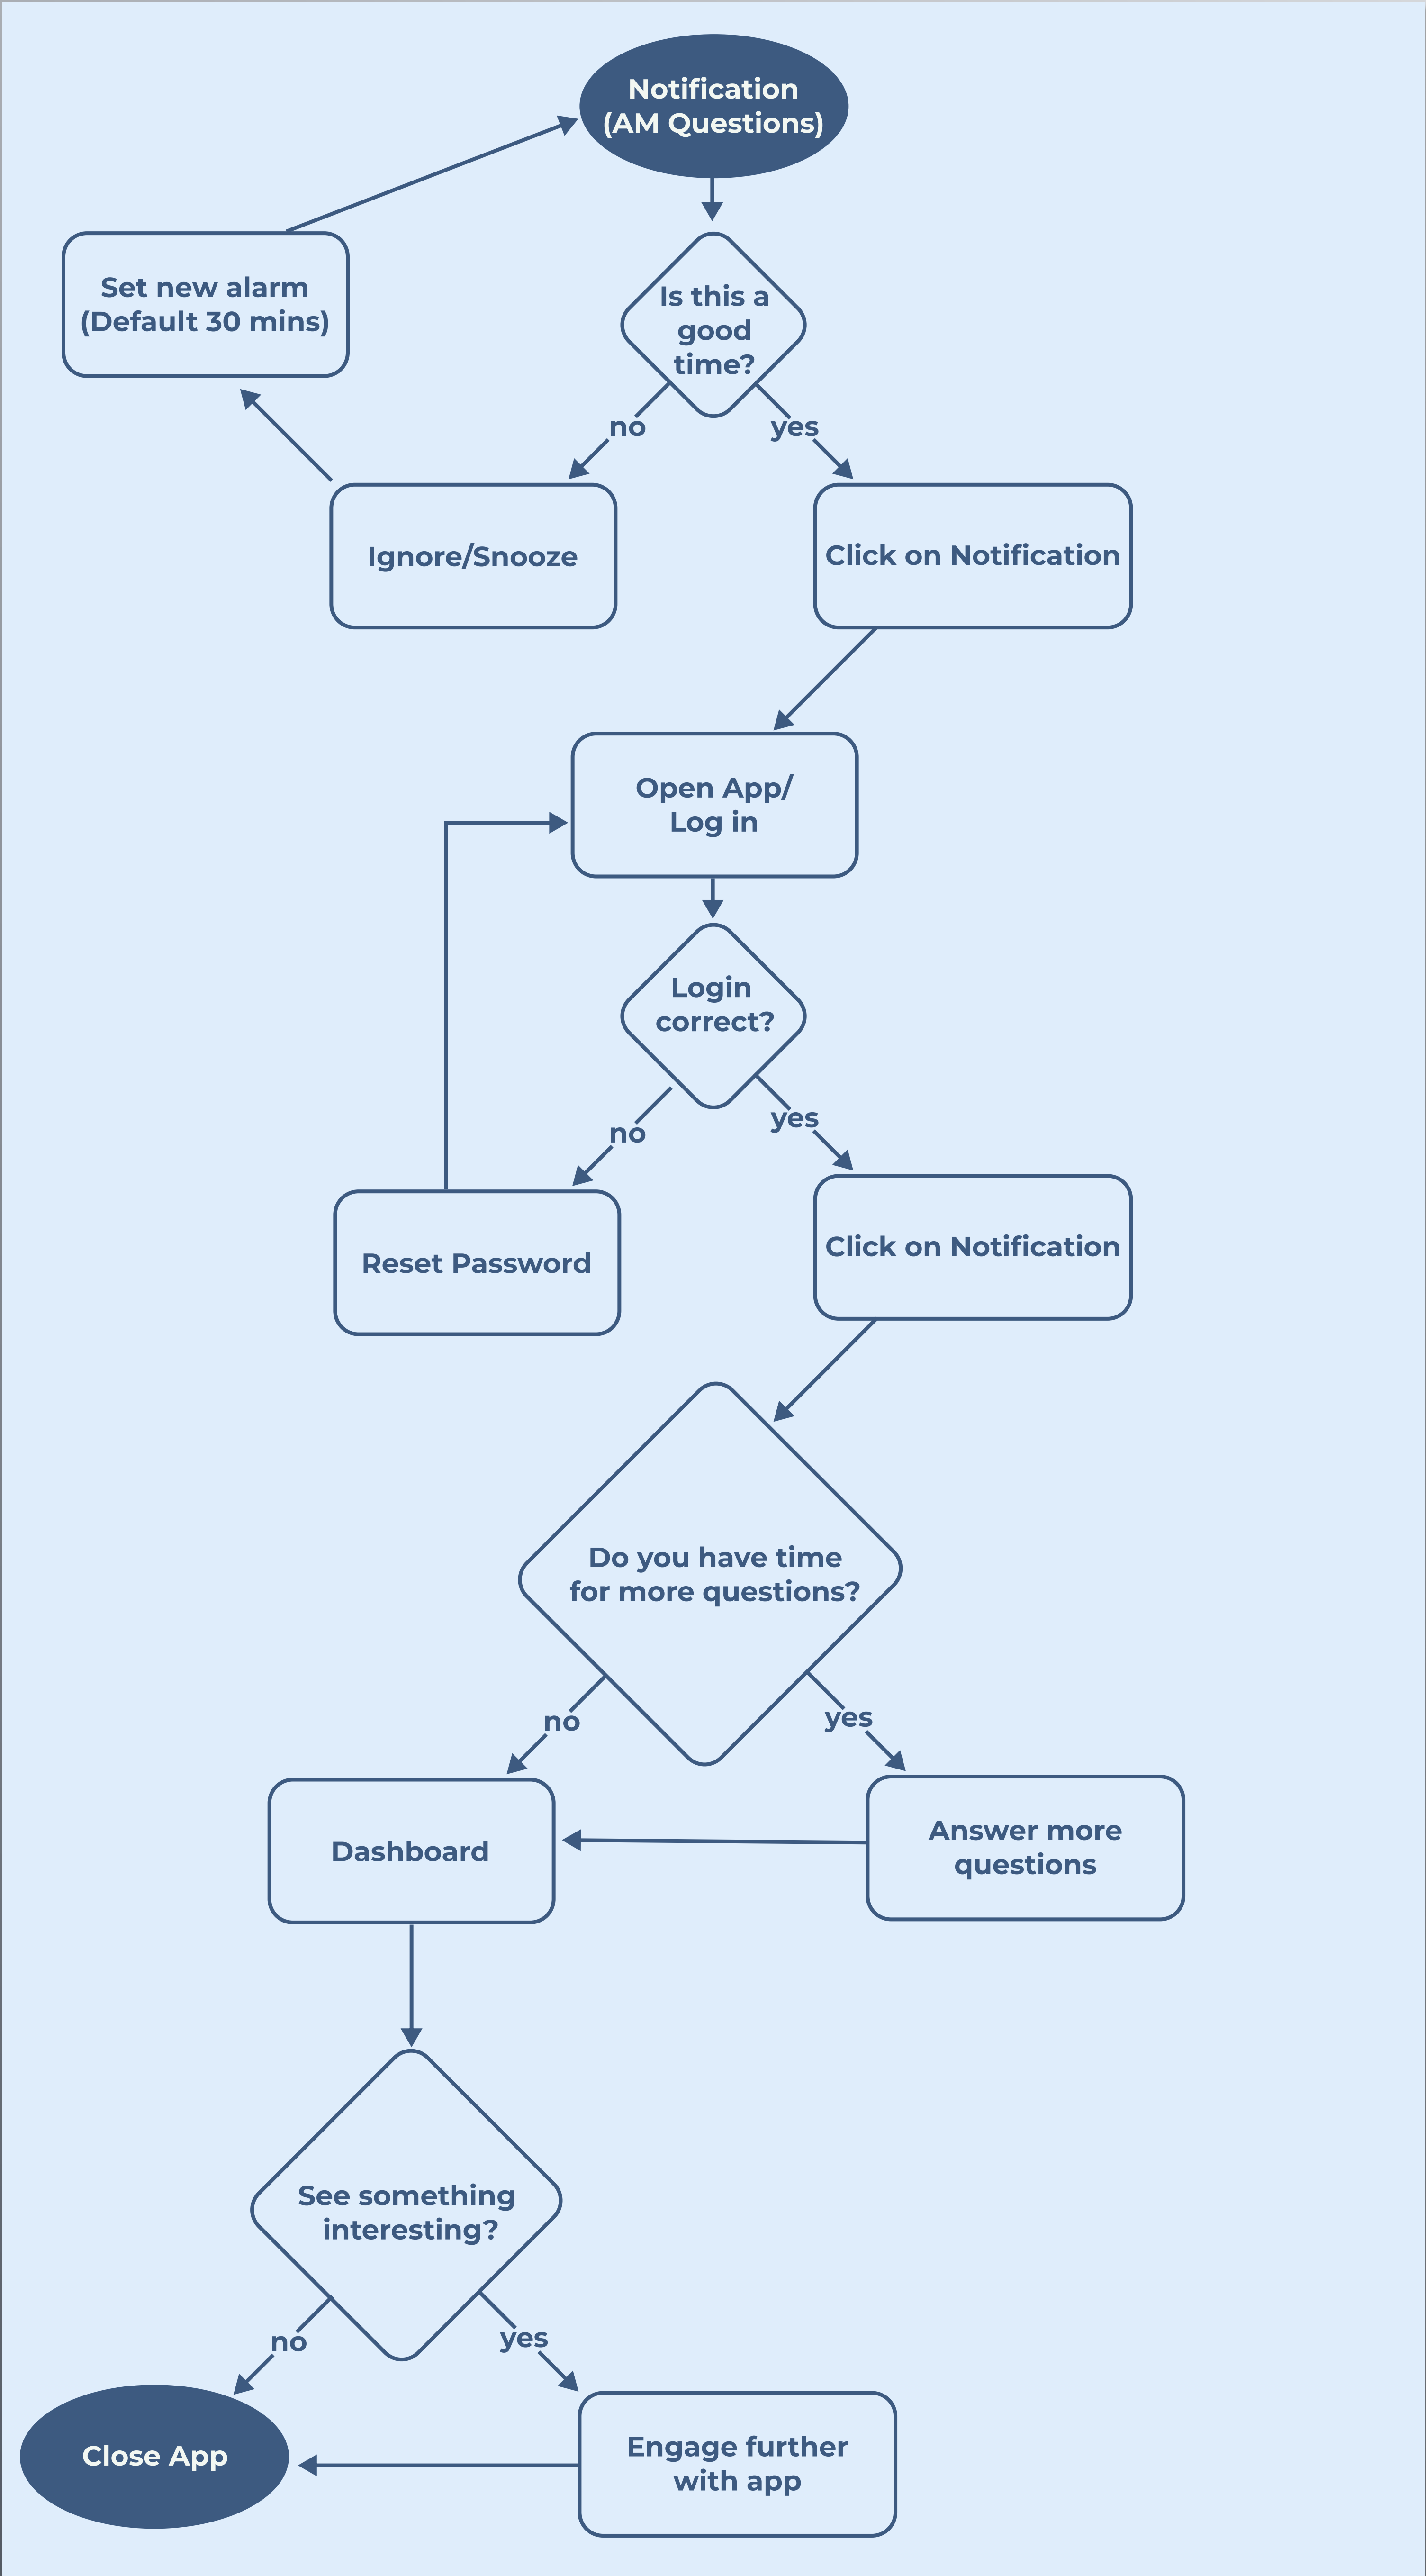 Notification
(AM Questions)
Set new alarm
(Default 30 mins)
Is this a
good
time?
no
yes
Ignore/Snooze
Click on Notification
Open App/
Log in
Login
correct?
no
yes
Reset Password
Click on Notification
Do you have time
for more questions?
no
yes
Dashboard
Answer more
questions
See something
interesting?
no
yes
Close App
Engage further
with app